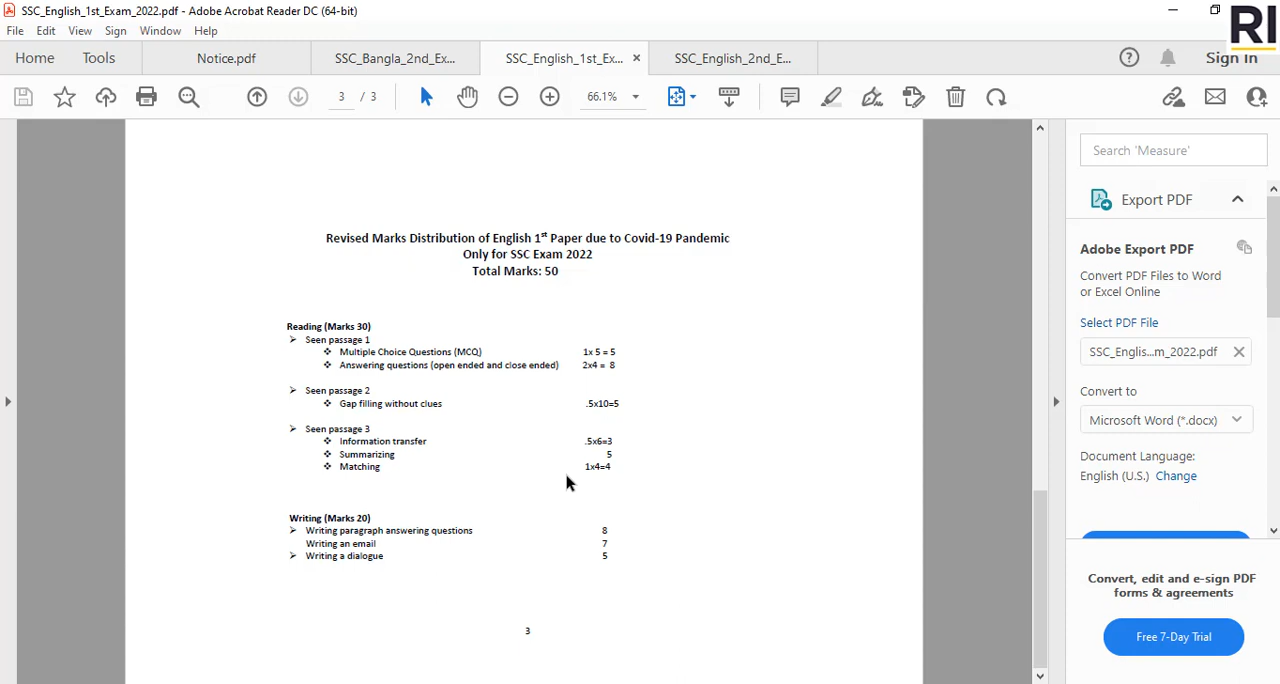 SSC_English_1st_Exam_2022.pdf - Adobe Acrobat Reader DC (64-bit)
File Edit View Sign Window Help
RI
Home Tools Notice.pdf SSC_Bangla_2nd_Ex... SSC_English_1st_Ex... × SSC_English_2nd_E... Sign In
3 / 3 66.1%
Revised Marks Distribution of English 1st Paper due to Covid-19 Pandemic
Only for SSC Exam 2022
Total Marks: 50
Reading (Marks 30)
➢ Seen passage 1
❖ Multiple Choice Questions (MCQ) 1x 5 = 5
❖ Answering questions (open ended and close ended) 2x4 = 8
➢ Seen passage 2
❖ Gap filling without clues .5x10=5
➢ Seen passage 3
❖ Information transfer .5x6=3
❖ Summarizing 5
❖ Matching 1x4=4
Writing (Marks 20)
➢ Writing paragraph answering questions 8
Writing an email 7
➢ Writing a dialogue 5
3
Search 'Measure'
Export PDF
Adobe Export PDF
Convert PDF Files to Word
or Excel Online
Select PDF File
SSC_Englis...m_2022.pdf
Convert to
Microsoft Word (*.docx)
Document Language:
English (U.S.) Change
Convert, edit and e-sign PDF
forms & agreements
Free 7-Day Trial